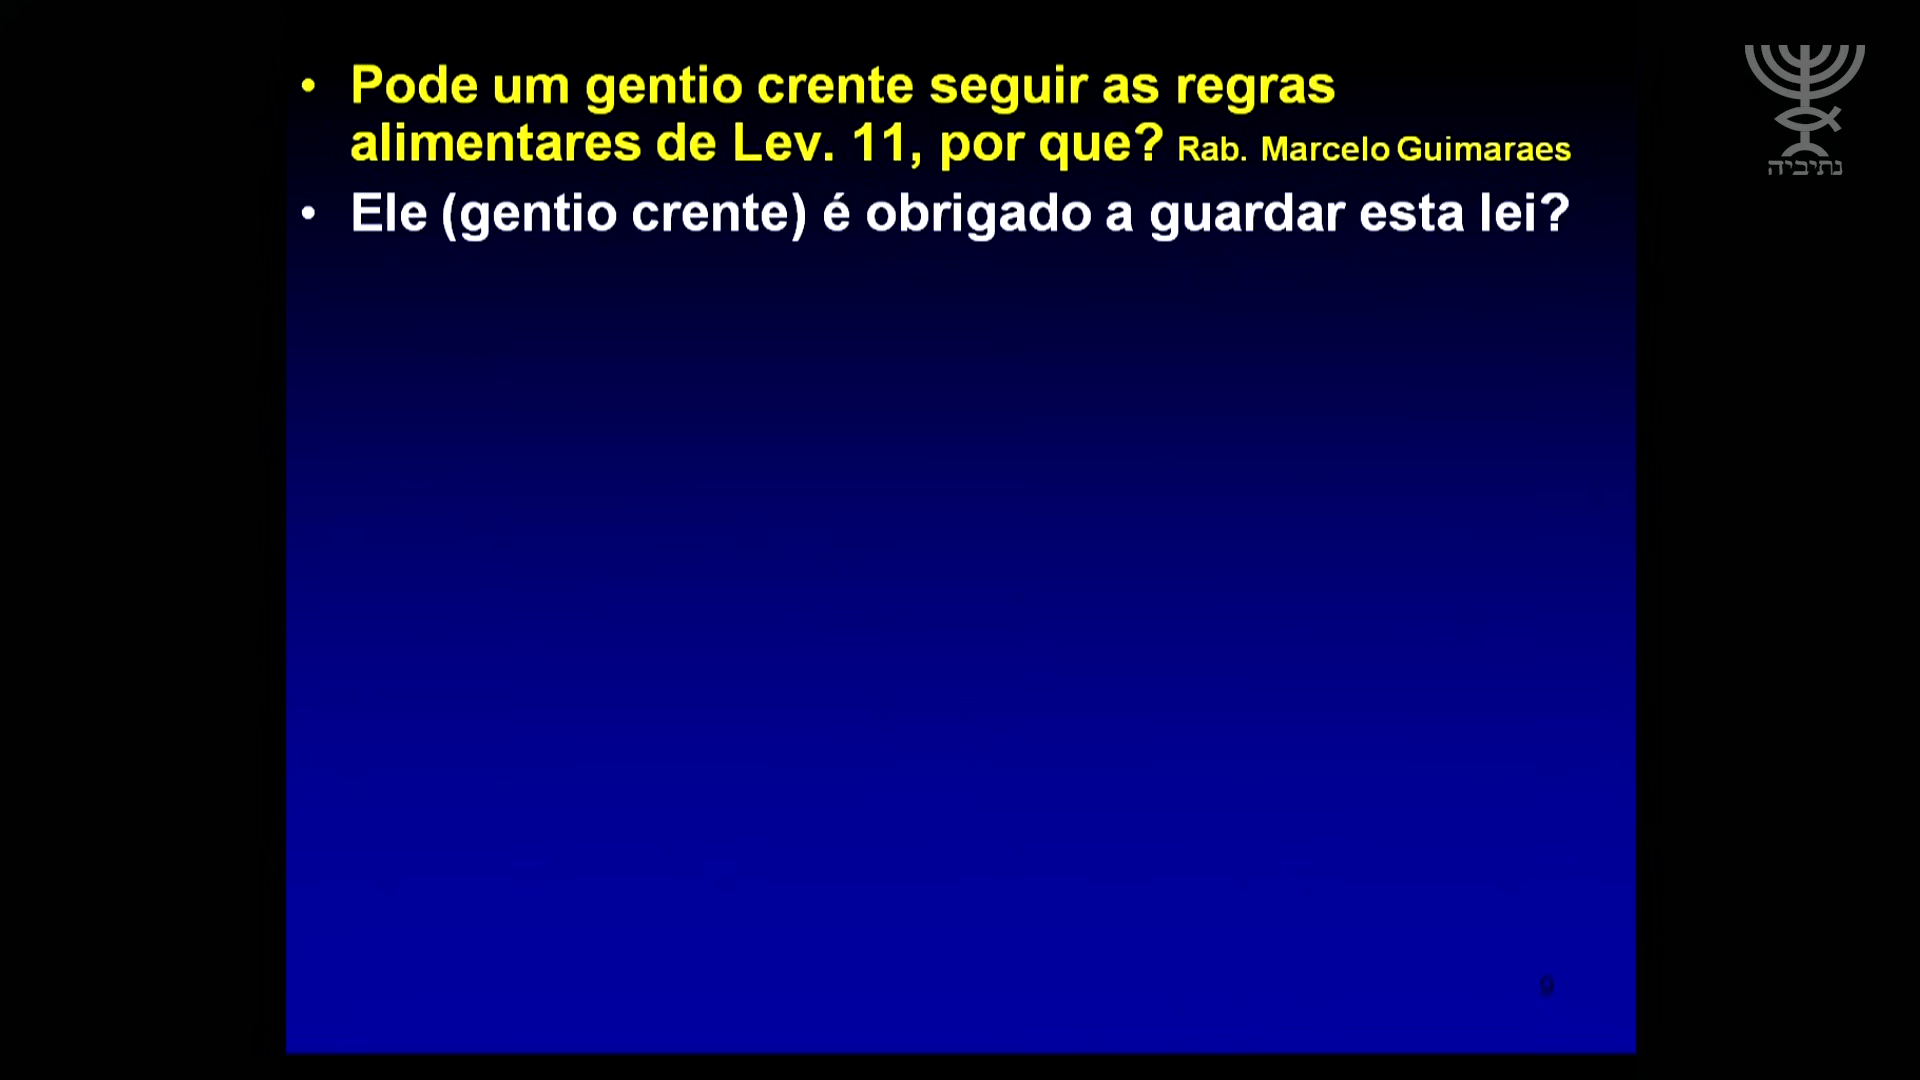 • Pode um gentio crente seguir as regras
alimentares de Lev. 11, por que? Rab. Marcelo Guimaraes
• Ele (gentio crente) é obrigado a guardar esta lei?
נתיביה
9